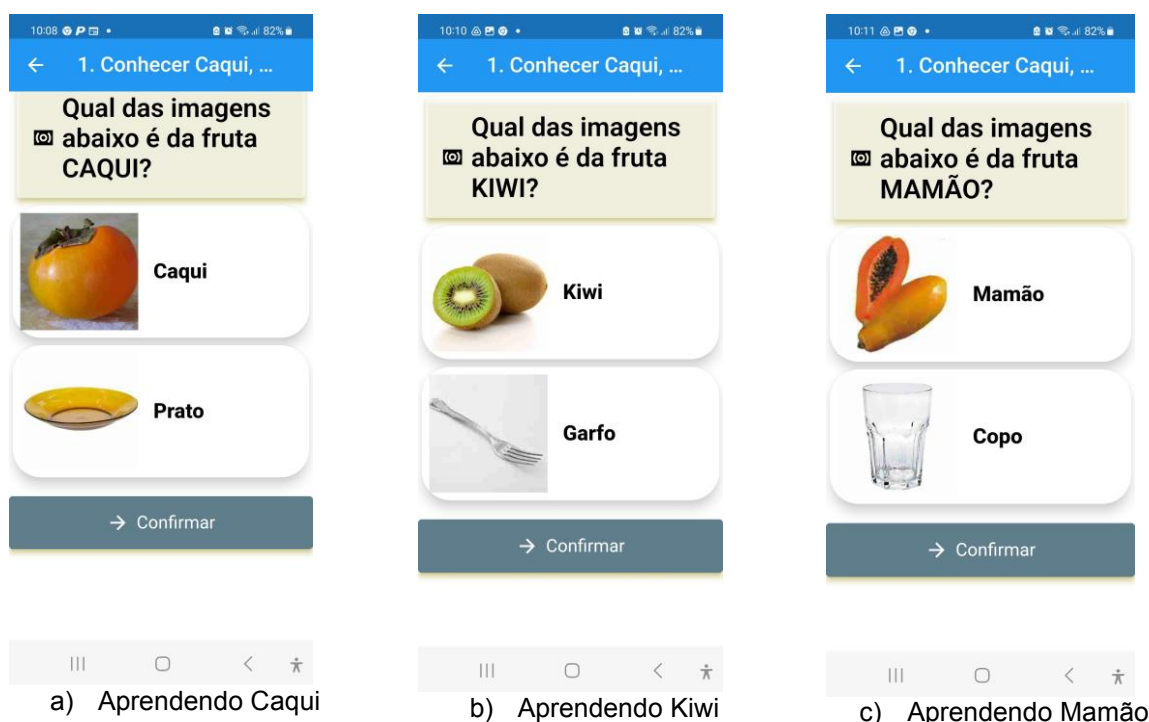 10:08 82%
1. Conhecer Caqui, ...
Qual das imagens
abaixo é da fruta
CAQUI?
Caqui
Prato
→ Confirmar
a) Aprendendo Caqui
10:10 82%
1. Conhecer Caqui, ...
Qual das imagens
abaixo é da fruta
KIWI?
Kiwi
Garfo
→ Confirmar
b) Aprendendo Kiwi
10:11 82%
1. Conhecer Caqui, ...
Qual das imagens
abaixo é da fruta
MAMÃO?
Mamão
Copo
→ Confirmar
c) Aprendendo Mamão